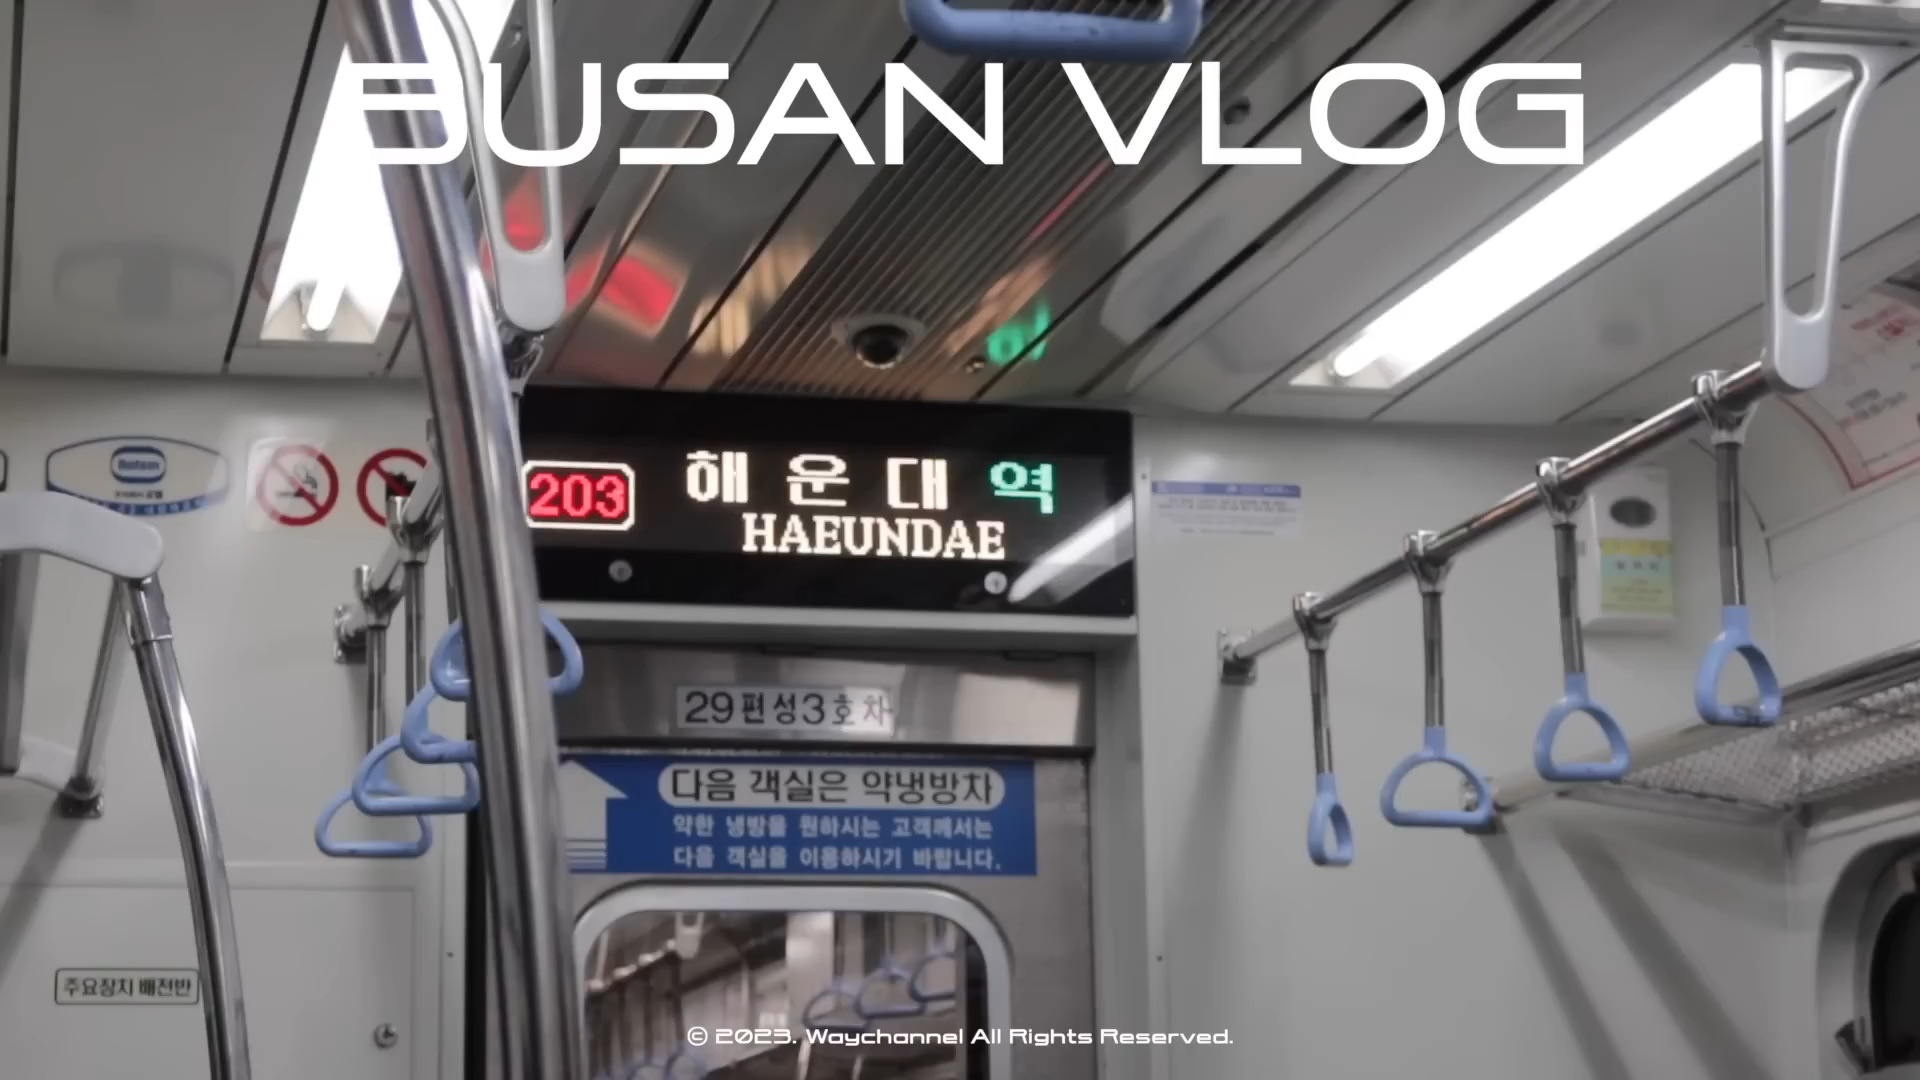 BUSAN VLOG
203
해운대역
HAEUNDAE
29편성3호차
다음 객실은 약냉방차
약한 냉방을 원하시는 고객께서는
다음 객실을 이용하시기 바랍니다.
주요장치 배전반
© 2023. Waychannel All Rights Reserved.